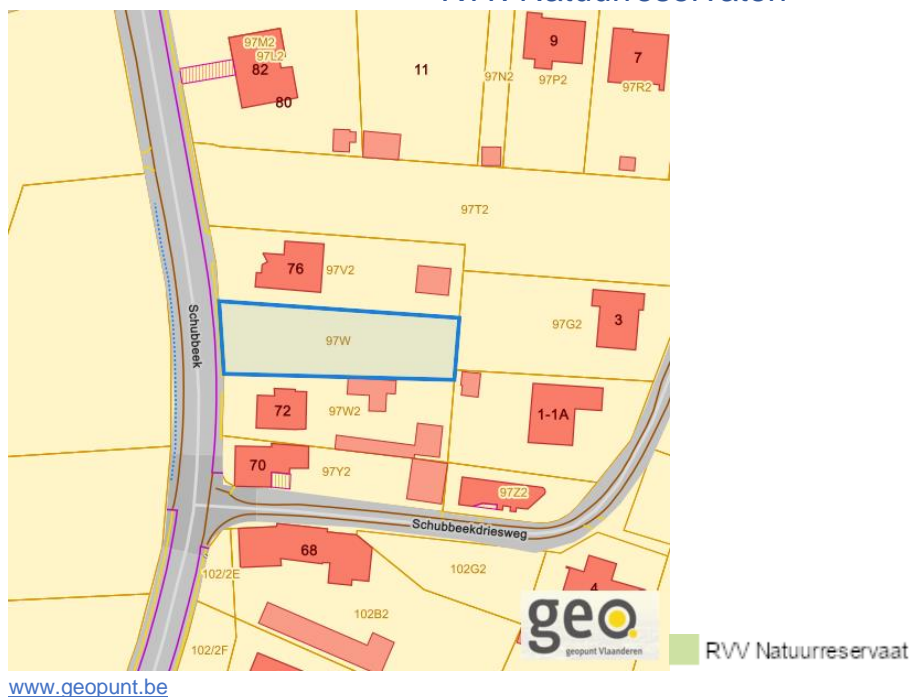 RVV Natuurreservaten
97M2
97L2
82
80
11
97N2
9
97P2
7
97R2
97T2
76
97V2
97G2
3
97W
Schubbeek
72
97W2
1-1A
70
97Y2
97Z2
Schubbeekdriesweg
68
102/2E
102G2
4
102B2
102/2F
geo
geopunt Vlaanderen
RVV Natuurreservaat
www.geopunt.be